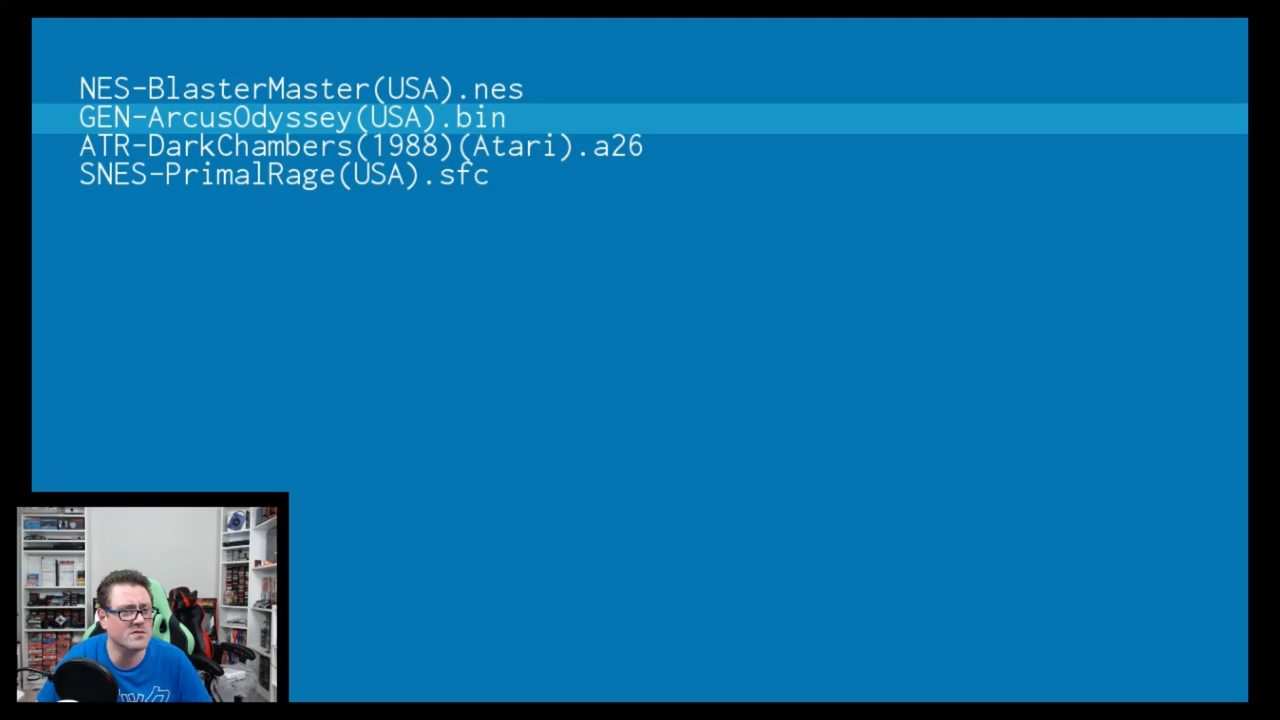 NES-BlasterMaster(USA).nes
GEN-ArcusOdyssey(USA).bin
ATR-DarkChambers(1988)(Atari).a26
SNES-PrimalRage(USA).sfc